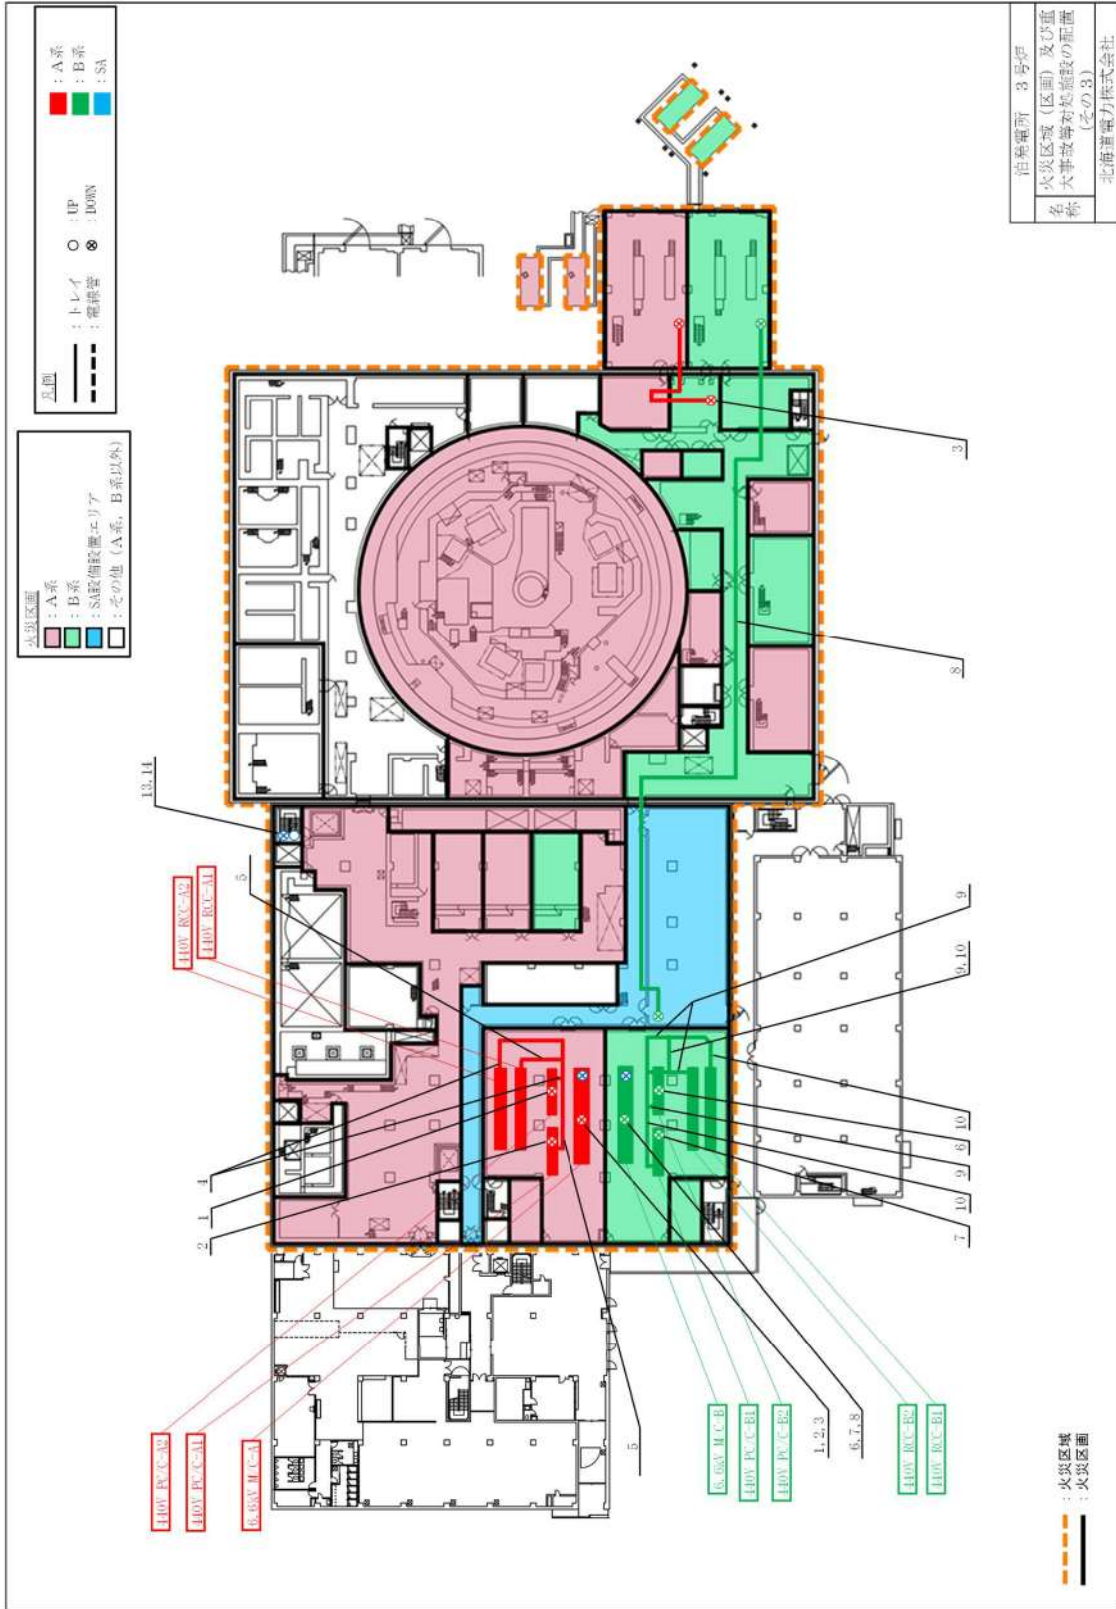 凡例
：トレイ
：電線管
○ ：UP
⊗ ：DOWN
：A系
：B系
：SA
火災区画
：A系
：B系
：SA設備設置エリア
：その他（A系，B系以外）
13, 14
440V RCC-A2
440V RCC-A1
5
4
1
2
440V PC/C-A2
440V PC/C-A1
6.6kV M/C-A
5
3
8
9
9, 10
10
6
9
10
7
1, 2, 3
6, 7, 8
6.6kV M/C-B
440V PC/C-B1
440V PC/C-B2
440V RCC-B2
440V RCC-B1
：火災区域
：火災区画
泊発電所　3号炉
名称
火災区域（区画）及び重
大事故等対処施設の配置
（その3）
北海道電力株式会社